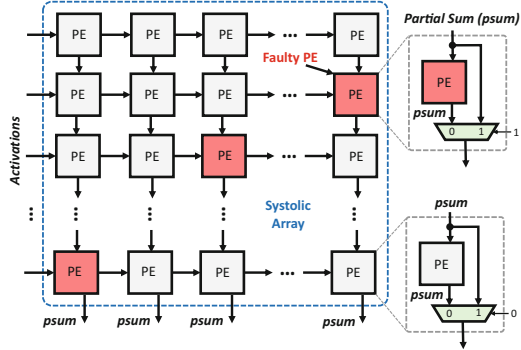 PE PE PE ... PE
Partial Sum (psum)
Faulty PE
PE PE PE ... PE
PE
psum
0 1
1
Activations
PE PE PE ... PE
... ... ... ...
Systolic
Array
psum
PE PE PE ... PE
PE
psum
0 1
0
psum psum psum psum